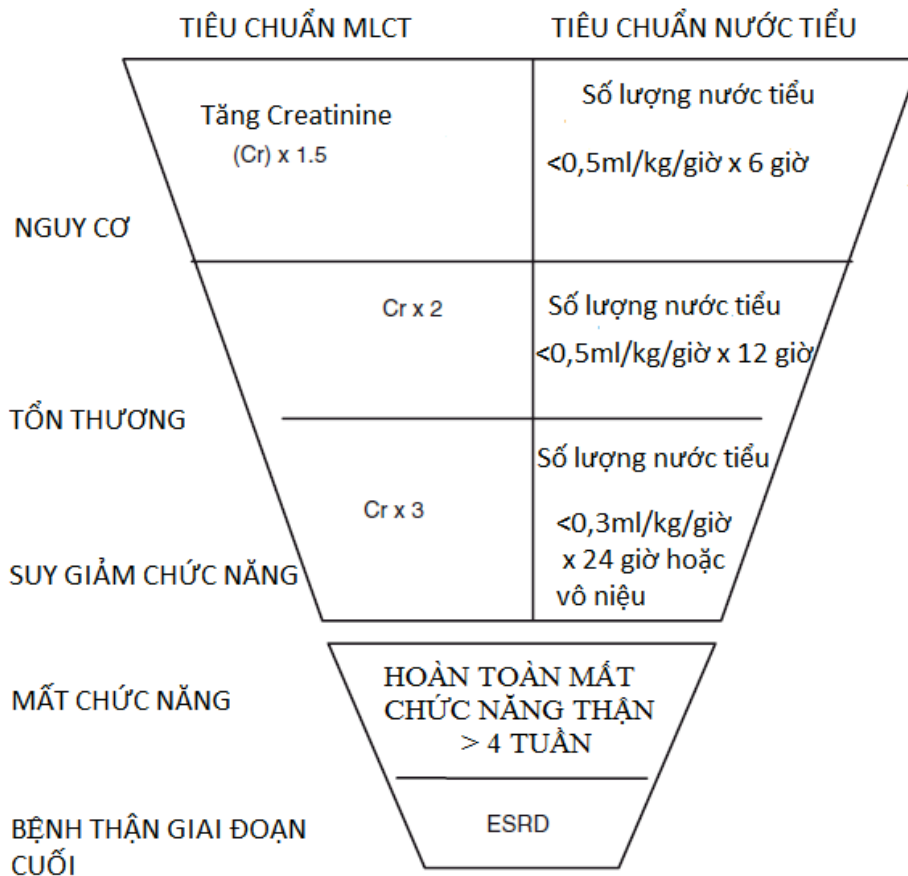 TIÊU CHUẨN MLCT
TIÊU CHUẨN NƯỚC TIỂU
Tăng Creatinine
(Cr) x 1.5
Số lượng nước tiểu
<0,5ml/kg/giờ x 6 giờ
NGUY CƠ
Cr x 2
Số lượng nước tiểu
<0,5ml/kg/giờ x 12 giờ
TỔN THƯƠNG
Cr x 3
Số lượng nước tiểu
<0,3ml/kg/giờ
x 24 giờ hoặc
vô niệu
SUY GIẢM CHỨC NĂNG
MẤT CHỨC NĂNG
HOÀN TOÀN MẤT
CHỨC NĂNG THẬN
> 4 TUẦN
BỆNH THẬN GIAI ĐOẠN
CUỐI
ESRD